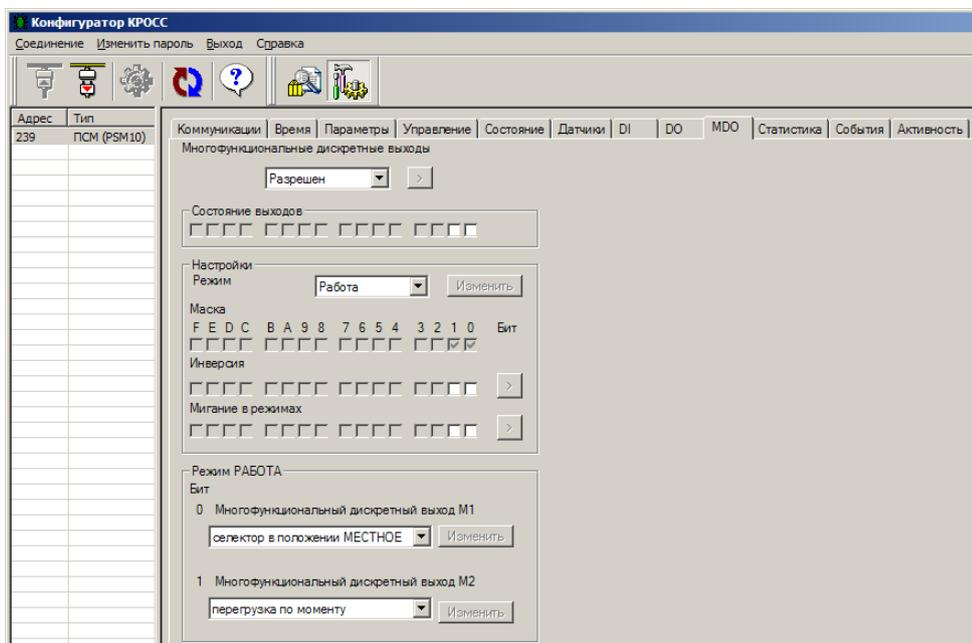 Конфигуратор КРОСС
Соединение Изменить пароль Выход Справка
?
Адрес Тип
239 ПСМ (PSM10)
Коммуникации Время Параметры Управление Состояние Датчики DI DO MDO Статистика События Активность
Многофункциональные дискретные выходы
Разрешен >
Состояние выходов
Настройки
Режим Работа Изменить
Маска
F E D C B A 9 8 7 6 5 4 3 2 1 0 Бит
Инверсия
>
Мигание в режимах
>
Режим РАБОТА
Бит
0 Многофункциональный дискретный выход М1
селектор в положении МЕСТНОЕ Изменить
1 Многофункциональный дискретный выход М2
перегрузка по моменту Изменить